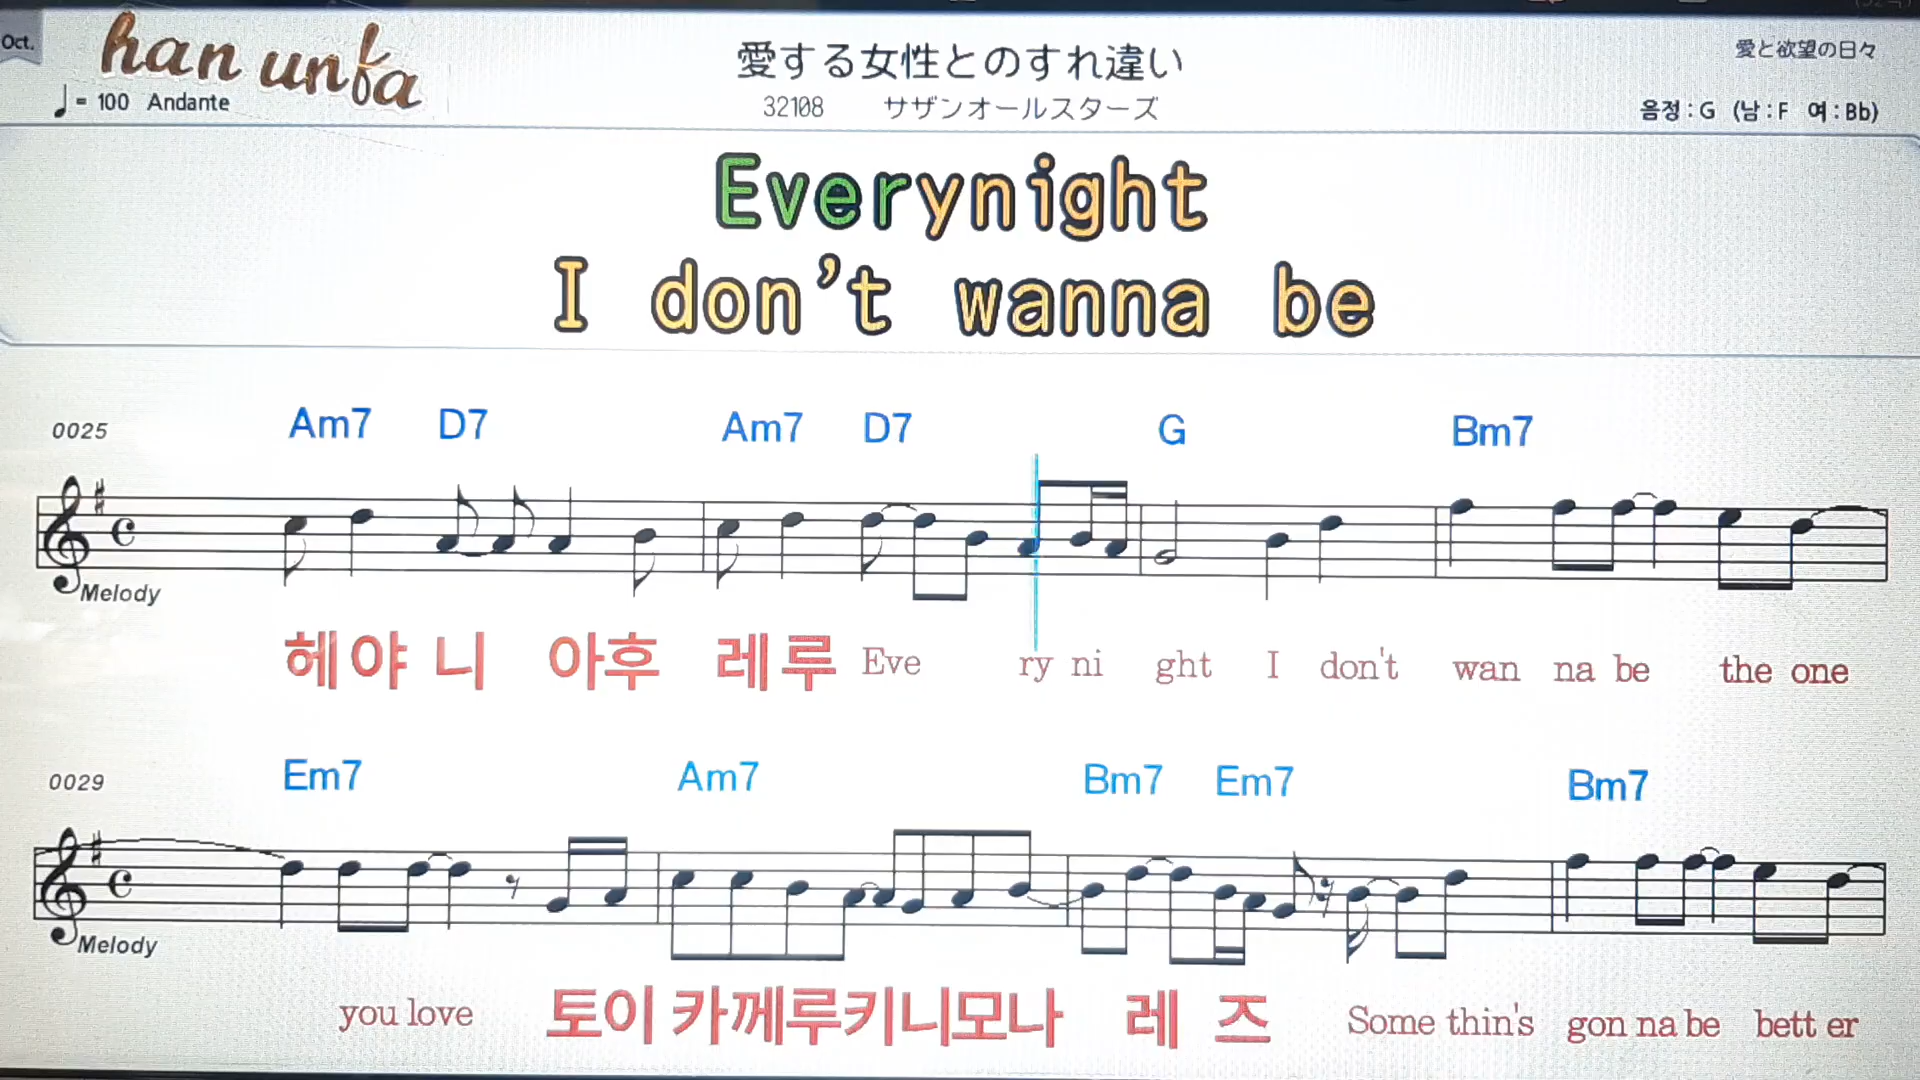 Oct.
han unfa
♩= 100 Andante
愛する女性とのすれ違い
32108 サザンオールスターズ
愛と欲望の日々
음정:G (남:F 여:Bb)
Everynight
I don't wanna be
0025 Am7 D7 Am7 D7 G Bm7
Melody
헤 야 니 아후 레 루 Eve ry ni ght I don't wan na be the one
0029 Em7 Am7 Bm7 Em7 Bm7
Melody
you love 토이 카께루키니모나 레 즈 Some thin's gon na be bett er